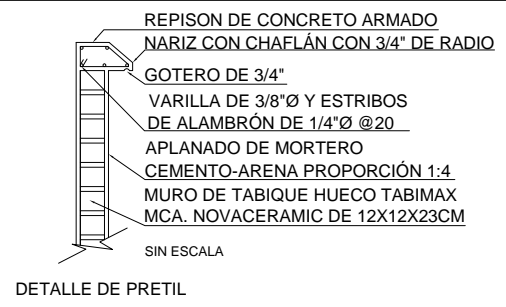 REPISON DE CONCRETO ARMADO
NARIZ CON CHAFLÁN CON 3/4" DE RADIO
GOTERO DE 3/4"
VARILLA DE 3/8"Ø Y ESTRIBOS
DE ALAMBRÓN DE 1/4"Ø @20
APLANADO DE MORTERO
CEMENTO-ARENA PROPORCIÓN 1:4
MURO DE TABIQUE HUECO TABIMAX
MCA. NOVACERAMIC DE 12X12X23CM
SIN ESCALA
DETALLE DE PRETIL